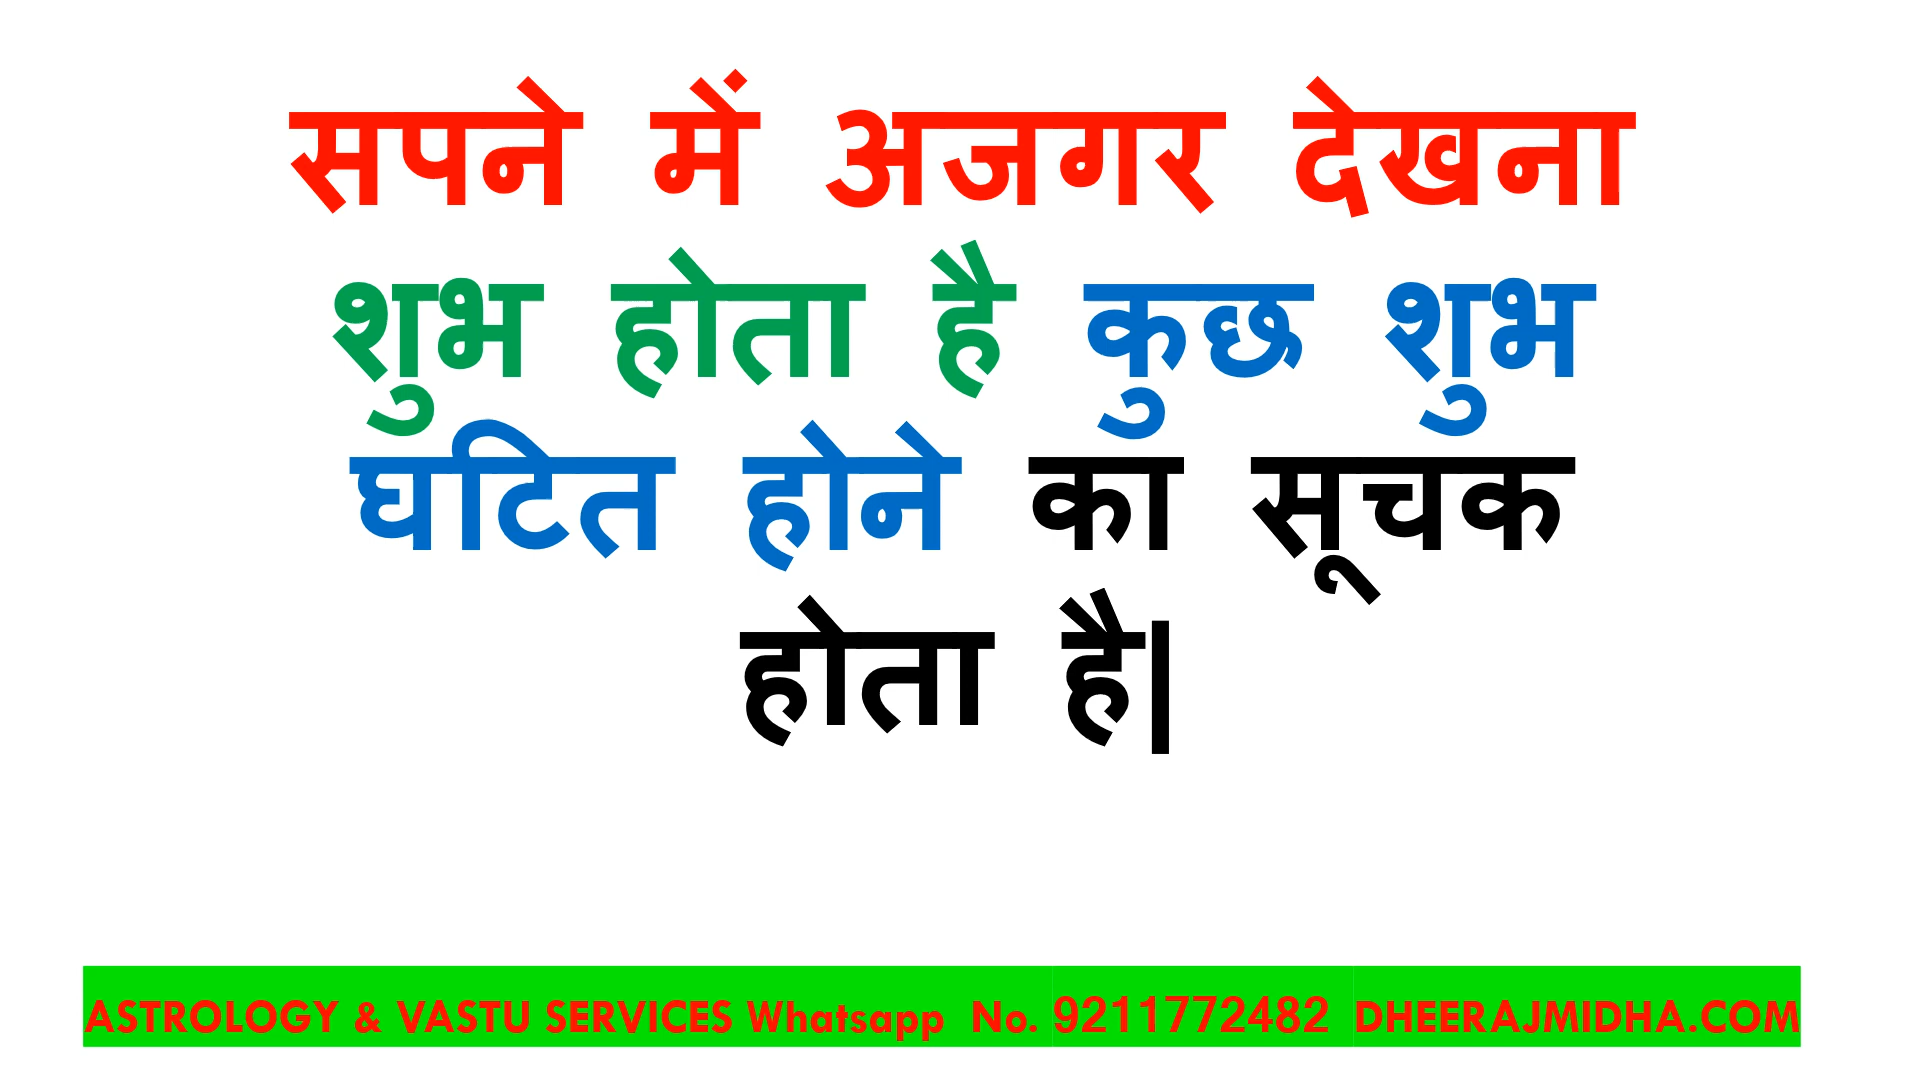 सपने में अजगर देखना
शुभ होता है कुछ शुभ
घटित होने का सूचक
होता है|
ASTROLOGY & VASTU SERVICES Whatsapp No. 9211772482 DHEERAJMIDHA.COM